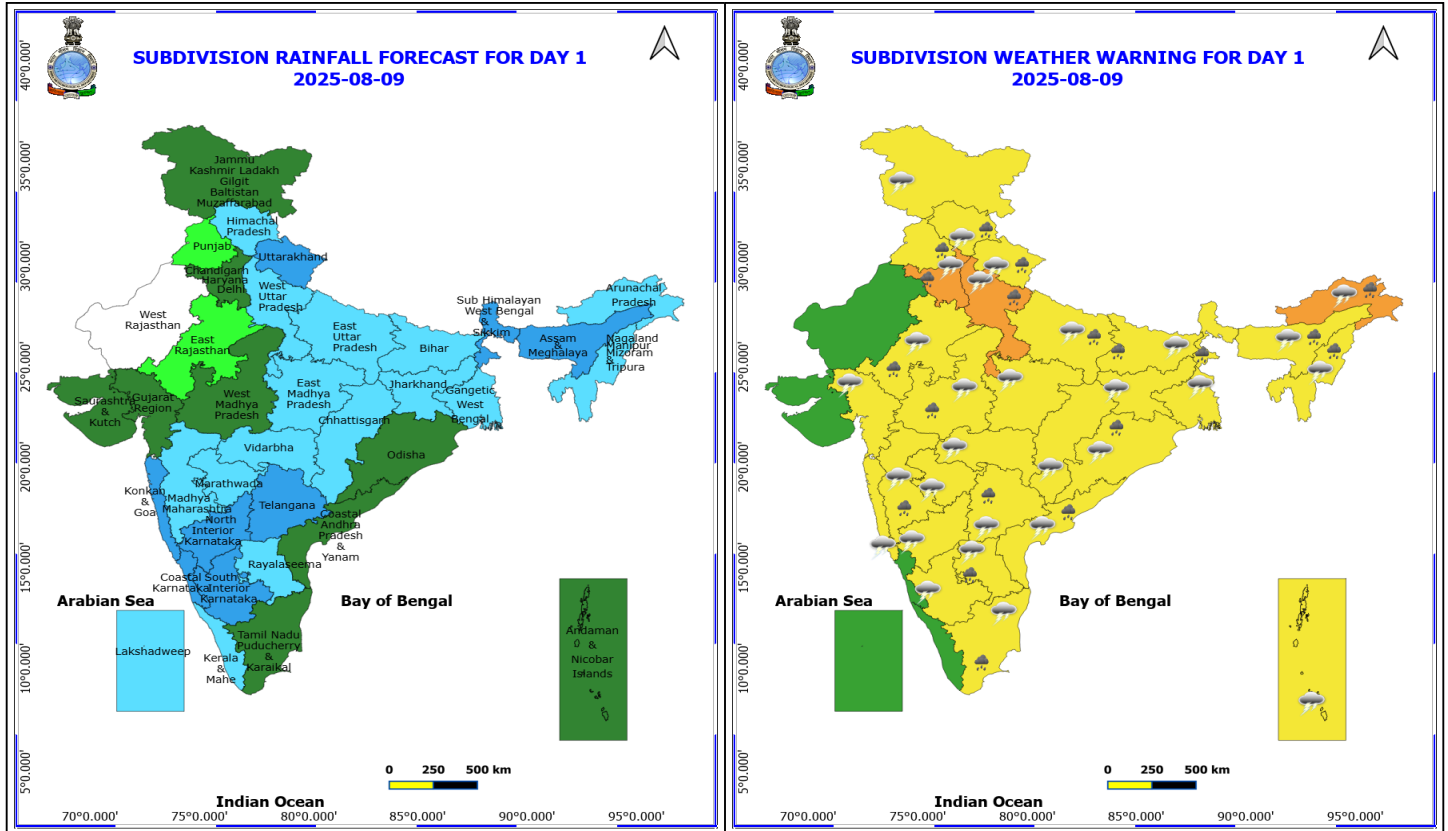 SUBDIVISION RAINFALL FORECAST FOR DAY 1
2025-08-09
40°0.000'
35°0.000'
30°0.000'
25°0.000'
20°0.000'
15°0.000'
10°0.000'
5°0.000'
Jammu
Kashmir Ladakh
Gilgit
Baltistan
Muzaffarabad
Himachal
Pradesh
Punjab
Uttarakhand
Chandigarh
Haryana
Delhi
West
Uttar
Pradesh
West
Rajasthan
East
Rajasthan
East
Uttar
Pradesh
Bihar
Sub Himalayan
West Bengal
&
Sikkim
Arunachal
Pradesh
Assam
&
Meghalaya
Nagaland
Manipur
Mizoram
&
Tripura
Saurashtra
&
Kutch
Gujarat
Region
West
Madhya
Pradesh
East
Madhya
Pradesh
Jharkhand
Gangetic
West
Bengal
Chhattisgarh
Odisha
Vidarbha
Marathwada
Madhya
Maharashtra
Konkan
&
Goa
Telangana
North
Interior
Karnataka
Coastal
Andhra
Pradesh
&
Yanam
Rayalaseema
Coastal
Karnataka
South
Interior
Karnataka
Tamil Nadu
Puducherry
&
Karaikal
Kerala
&
Mahe
Lakshadweep
Andaman
&
Nicobar
Islands
Arabian Sea
Bay of Bengal
0 250 500 km
Indian Ocean
70°0.000' 75°0.000' 80°0.000' 85°0.000' 90°0.000' 95°0.000'
SUBDIVISION WEATHER WARNING FOR DAY 1
2025-08-09
40°0.000'
35°0.000'
30°0.000'
25°0.000'
20°0.000'
15°0.000'
10°0.000'
5°0.000'
Arabian Sea
Bay of Bengal
0 250 500 km
Indian Ocean
70°0.000' 75°0.000' 80°0.000' 85°0.000' 90°0.000' 95°0.000'